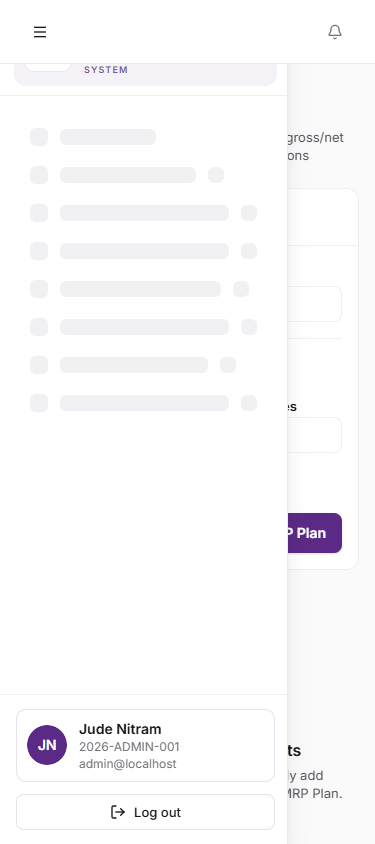 SYSTEM
gross/net
ons
es
P Plan
Jude Nitram
2026-ADMIN-001
admin@localhost
JN
Log out
ts
ly add
MRP Plan.